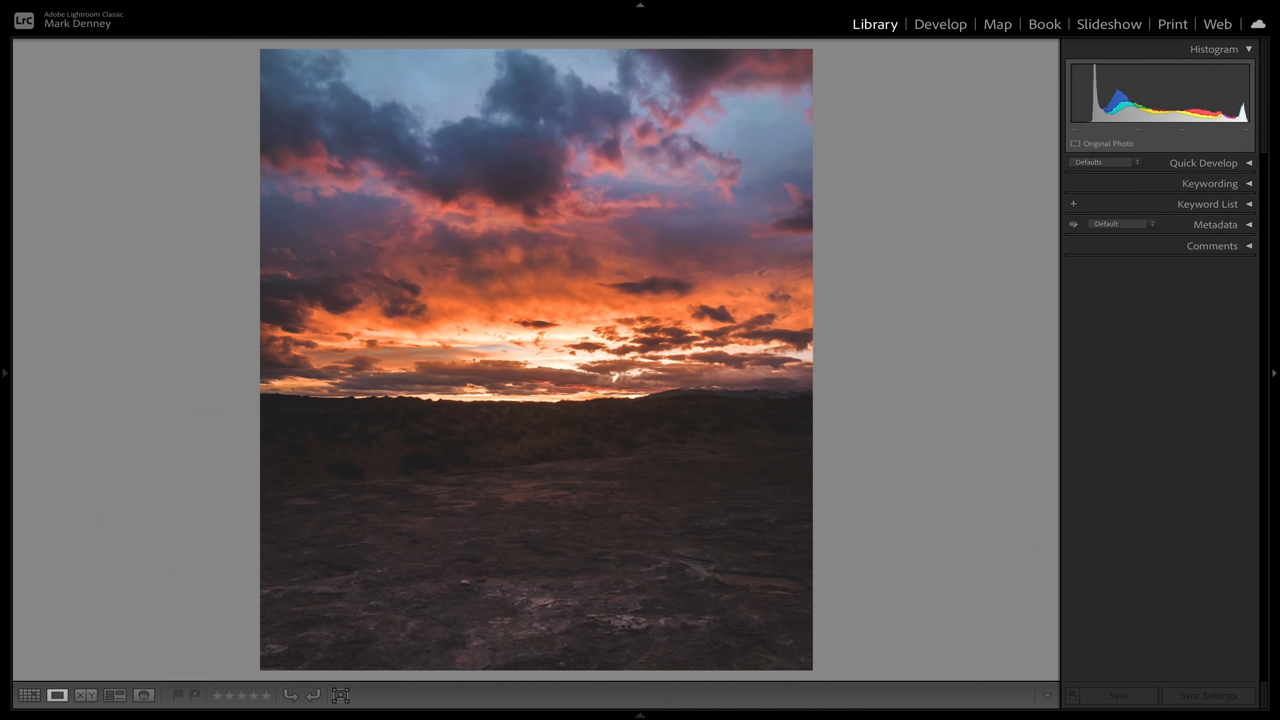 LrC
Adobe Lightroom Classic
Mark Denney
Library | Develop | Map | Book | Slideshow | Print | Web
Histogram
Original Photo
Defaults
Quick Develop
Keywording
+ Keyword List
Default
Metadata
Comments
X Y
Sync
Sync Settings